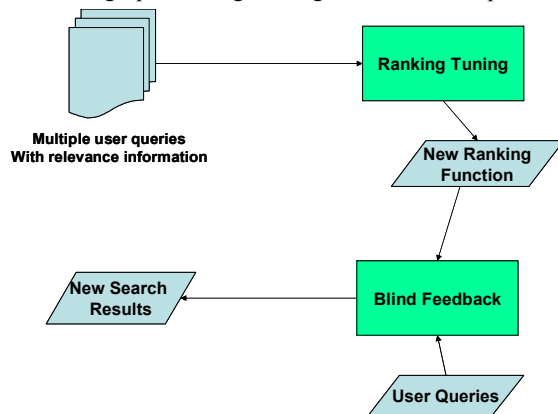 Ranking Tuning
Multiple user queries
With relevance information
New Ranking
Function
New Search
Results
Blind Feedback
User Queries